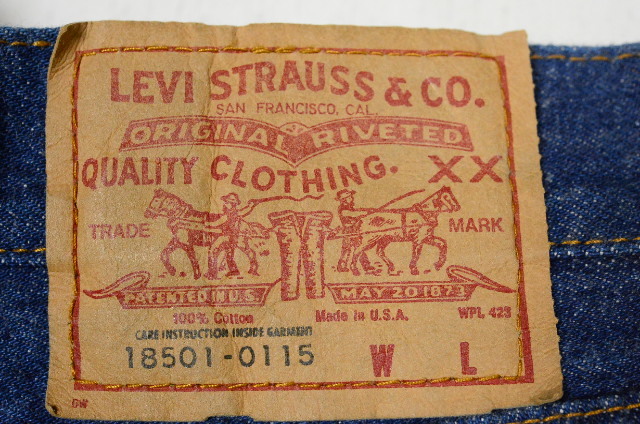 LEVI STRAUSS & CO.
SAN FRANCISCO, CAL.
ORIGINAL RIVETED
QUALITY CLOTHING. XX
TRADE MARK
PATENTED IN U.S. MAY 20 1873
100% Cotton Made in U.S.A. WPL 423
CARE INSTRUCTION INSIDE GARMENT
18501-0115 W L